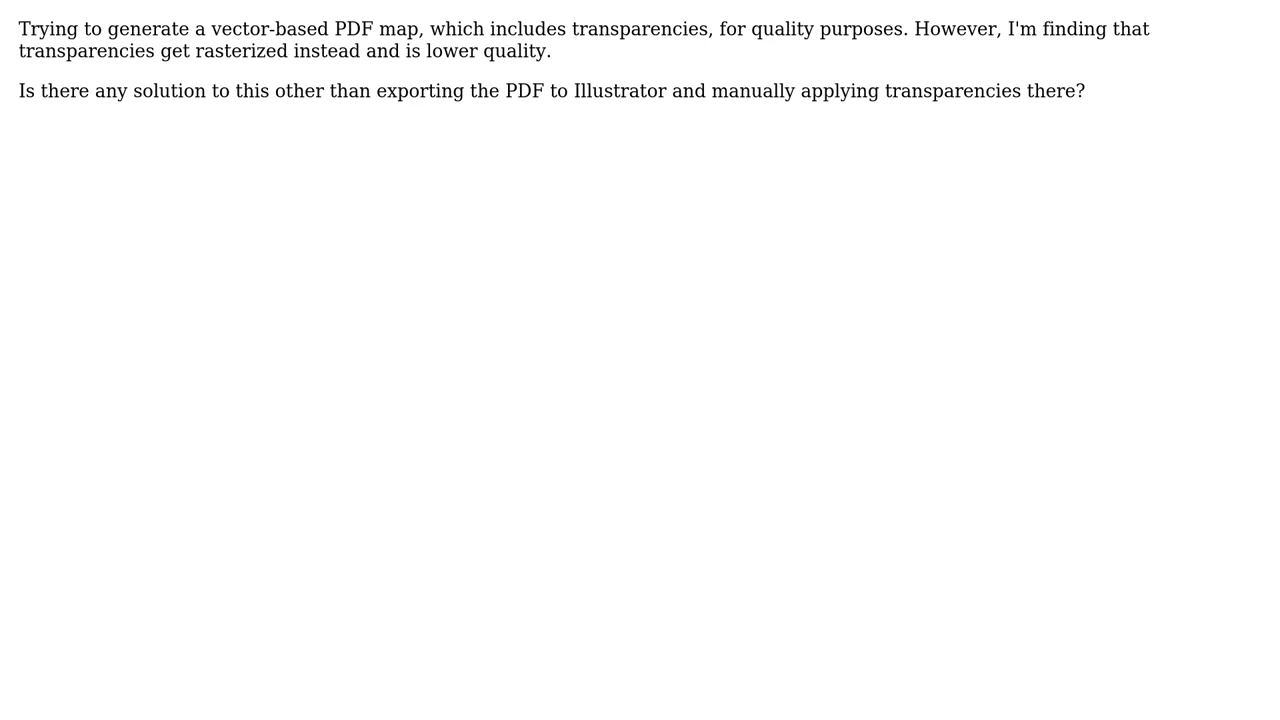 Trying to generate a vector-based PDF map, which includes transparencies, for quality purposes. However, I'm finding that
transparencies get rasterized instead and is lower quality.
Is there any solution to this other than exporting the PDF to Illustrator and manually applying transparencies there?